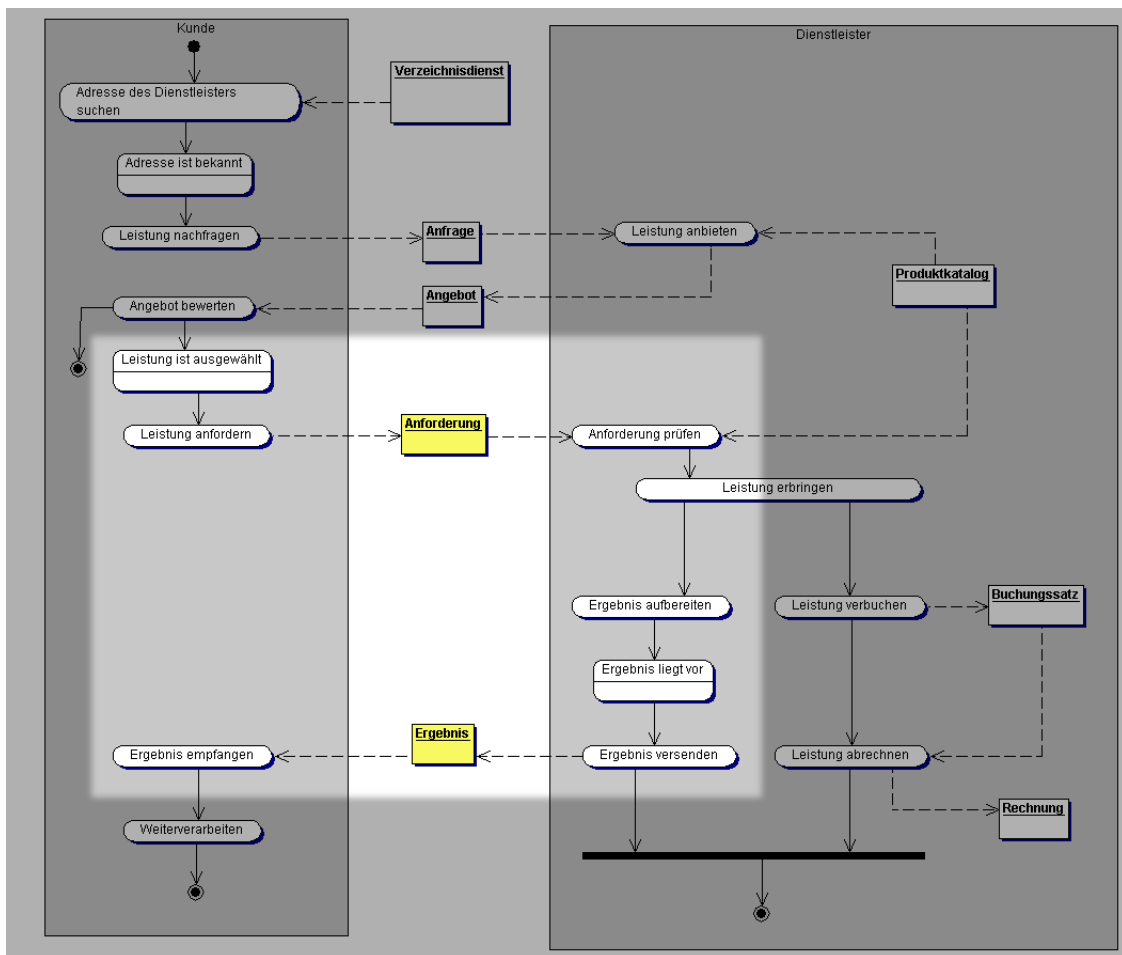 Kunde
Dienstleister
Verzeichnisdienst
Adresse des Dienstleisters
suchen
Adresse ist bekannt
Leistung nachfragen
Anfrage
Leistung anbieten
Produktkatalog
Angebot
Angebot bewerten
Leistung ist ausgewählt
Leistung anfordern
Anforderung
Anforderung prüfen
Leistung erbringen
Ergebnis aufbereiten
Leistung verbuchen
Buchungssatz
Ergebnis liegt vor
Ergebnis
Ergebnis empfangen
Ergebnis versenden
Leistung abrechnen
Rechnung
Weiterverarbeiten